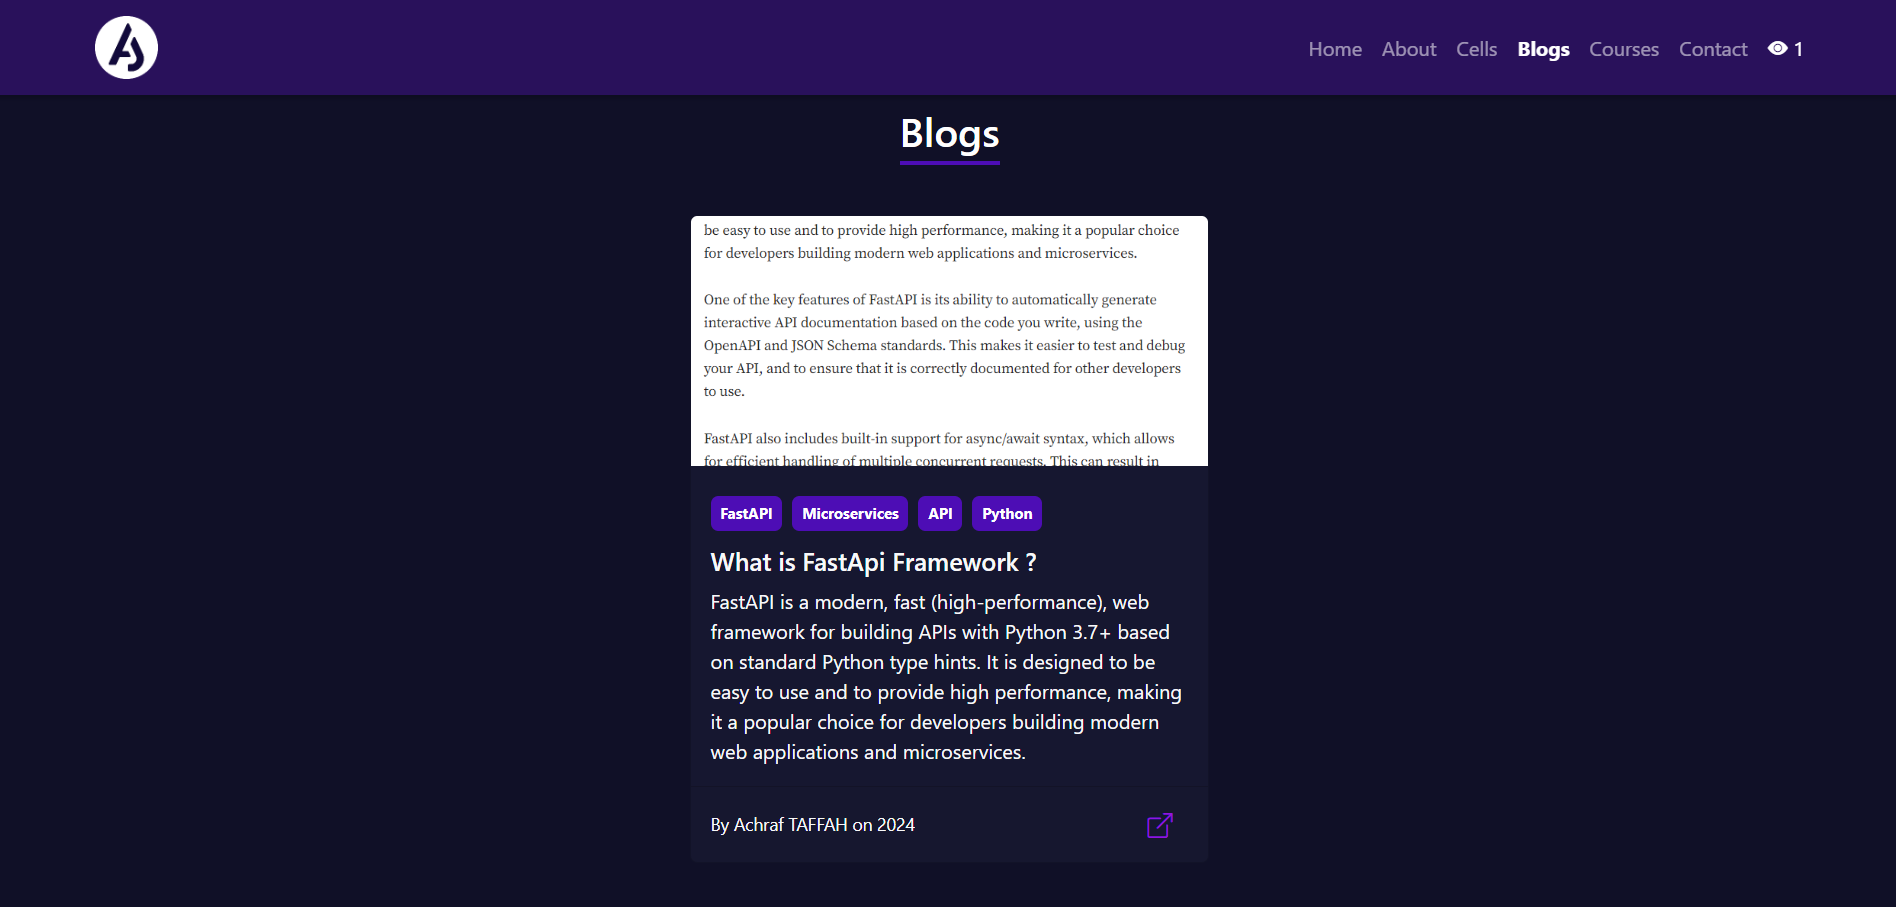 AJ
Home About Cells Blogs Courses Contact 1
Blogs
be easy to use and to provide high performance, making it a popular choice
for developers building modern web applications and microservices.
One of the key features of FastAPI is its ability to automatically generate
interactive API documentation based on the code you write, using the
OpenAPI and JSON Schema standards. This makes it easier to test and debug
your API, and to ensure that it is correctly documented for other developers
to use.
FastAPI also includes built-in support for async/await syntax, which allows
for efficient handling of multiple concurrent requests. This can result in
FastAPI Microservices API Python
What is FastApi Framework ?
FastAPI is a modern, fast (high-performance), web
framework for building APIs with Python 3.7+ based
on standard Python type hints. It is designed to be
easy to use and to provide high performance, making
it a popular choice for developers building modern
web applications and microservices.
By Achraf TAFFAH on 2024